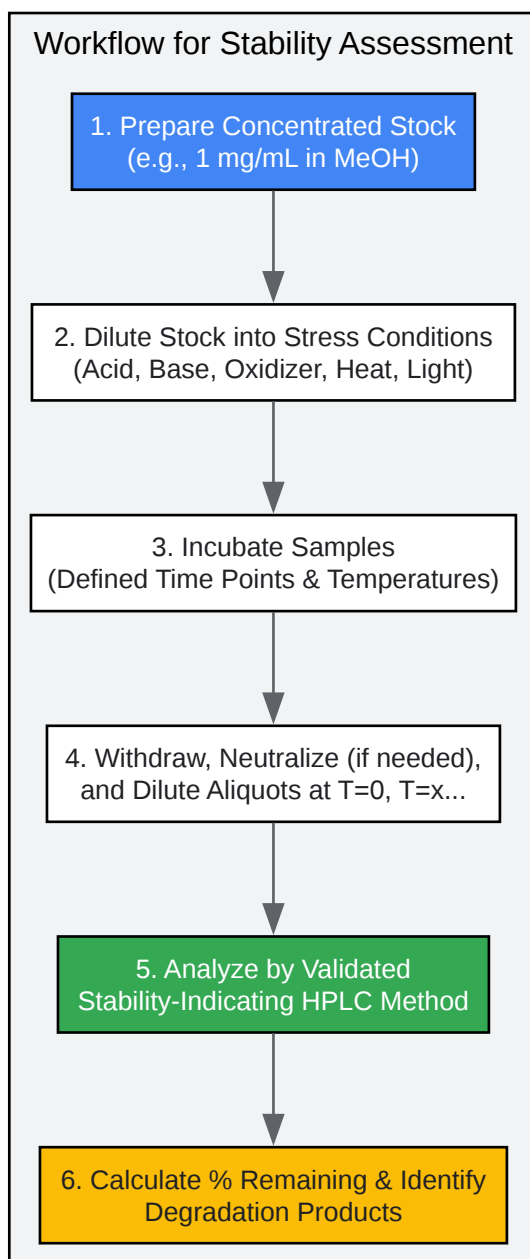 Workflow for Stability Assessment
1. Prepare Concentrated Stock
(e.g., 1 mg/mL in MeOH)
2. Dilute Stock into Stress Conditions
(Acid, Base, Oxidizer, Heat, Light)
3. Incubate Samples
(Defined Time Points & Temperatures)
4. Withdraw, Neutralize (if needed),
and Dilute Aliquots at T=0, T=x...
5. Analyze by Validated
Stability-Indicating HPLC Method
6. Calculate % Remaining & Identify
Degradation Products